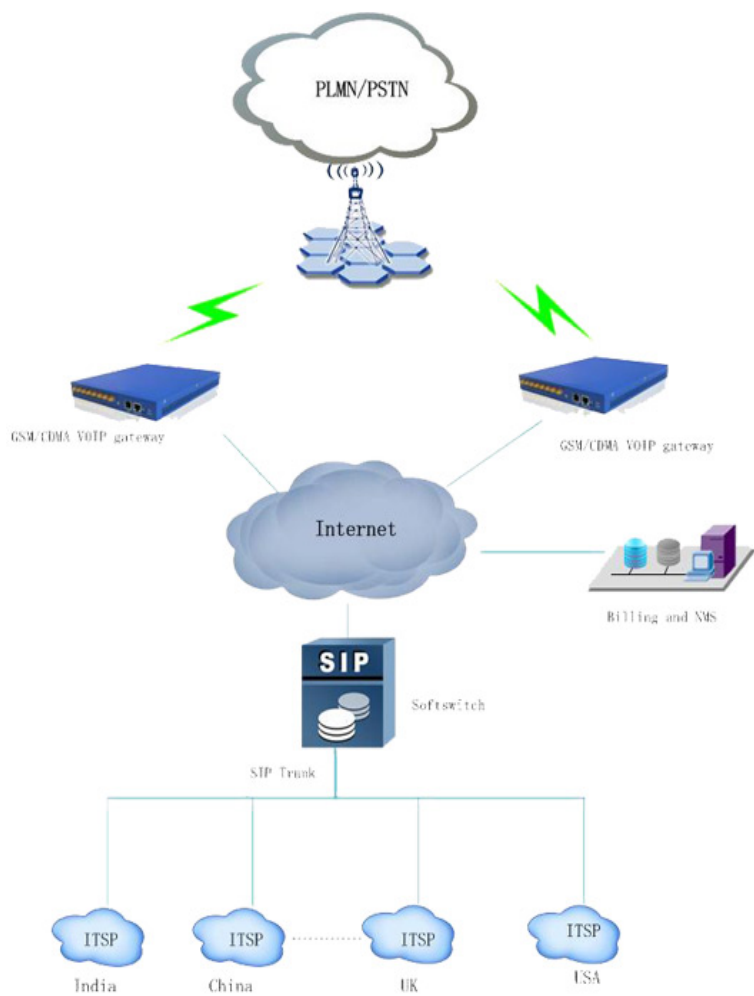 PLMN/PSTN
GSM/CDMA VOIP gateway
GSM/CDMA VOIP gateway
Internet
Billing and NMS
SIP
Softswitch
SIP Trunk
ITSP
ITSP
ITSP
ITSP
India
China
UK
USA